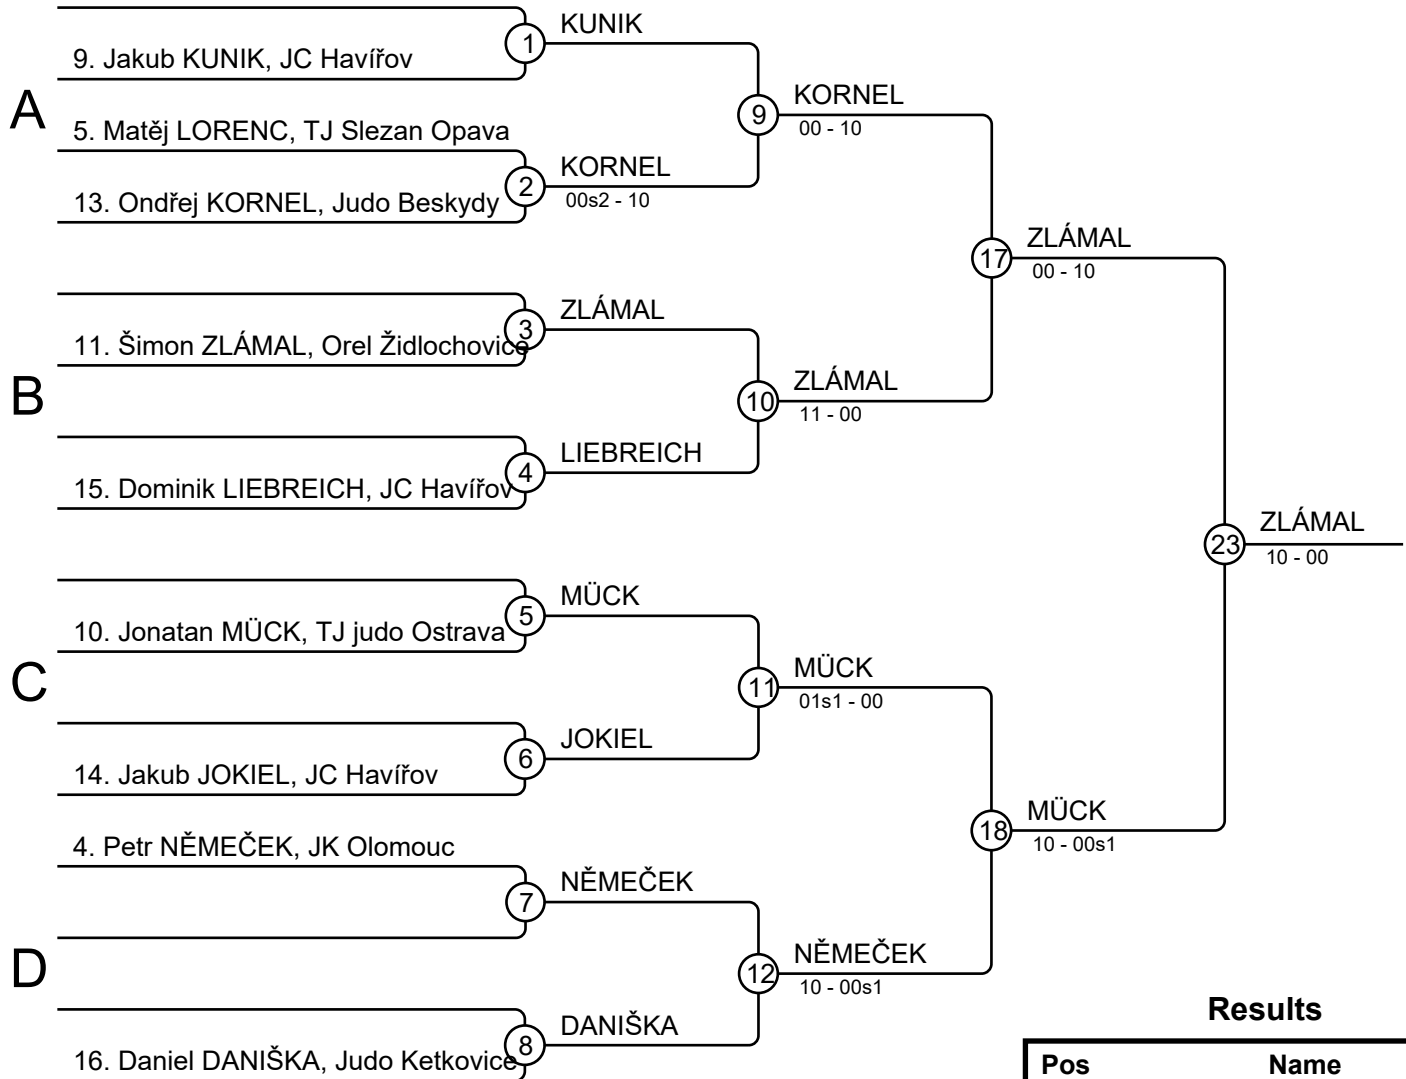 KUNIK
1
9. Jakub KUNIK, JC Havířov
A
KORNEL
9
00 - 10
5. Matěj LORENC, TJ Slezan Opava
KORNEL
2
00s2 - 10
13. Ondřej KORNEL, Judo Beskydy
ZLÁMAL
17
00 - 10
ZLÁMAL
3
11. Šimon ZLÁMAL, Orel Židlochovice
B
ZLÁMAL
10
11 - 00
LIEBREICH
4
15. Dominik LIEBREICH, JC Havířov
ZLÁMAL
23
10 - 00
MÜCK
5
10. Jonatan MÜCK, TJ judo Ostrava
C
MÜCK
11
01s1 - 00
JOKIEL
6
14. Jakub JOKIEL, JC Havířov
MÜCK
18
10 - 00s1
4. Petr NĚMEČEK, JK Olomouc
NĚMEČEK
7
D
NĚMEČEK
12
10 - 00s1
DANIŠKA
8
16. Daniel DANIŠKA, Judo Ketkovice
Results
Pos Name